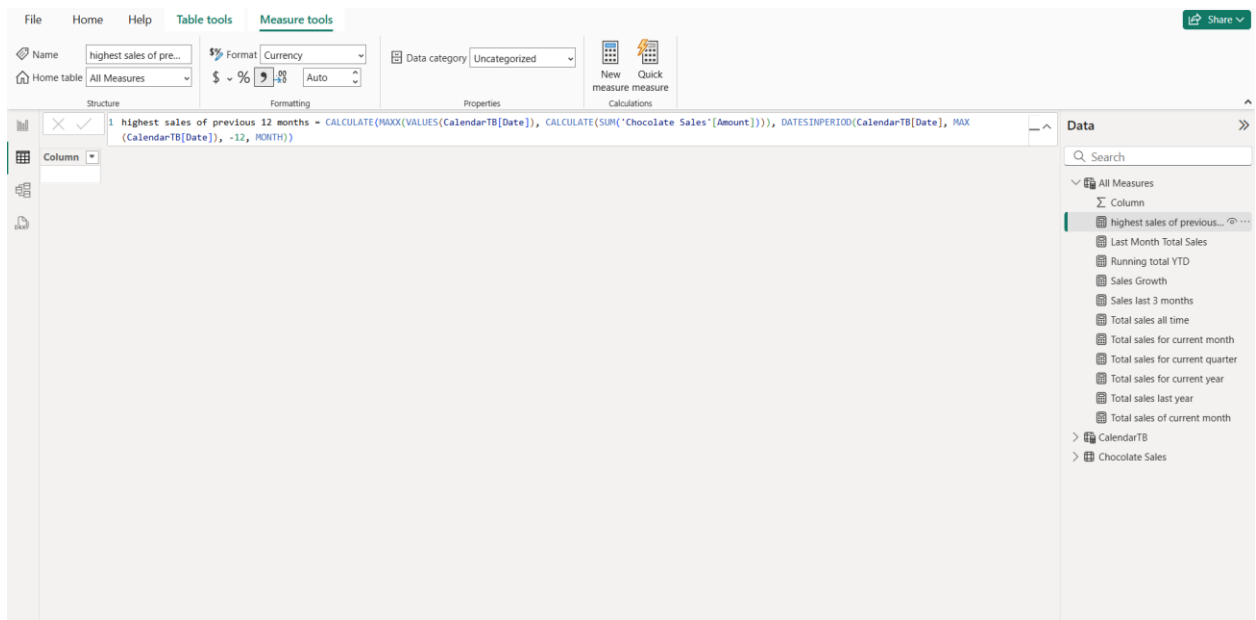 File Home Help Table tools Measure tools Share
Name highest sales of pre... $% Format Currency Data category Uncategorized New measure Quick measure
Home table All Measures $ % 9 .00 Auto
Structure Formatting Properties Calculations
1 highest sales of previous 12 months = CALCULATE(MAXX(VALUES(CalendarTB[Date]), CALCULATE(SUM('Chocolate Sales'[Amount]))), DATESINPERIOD(CalendarTB[Date], MAX
(CalendarTB[Date]), -12, MONTH))
Column
Data
Search
All Measures
Column
highest sales of previous...
Last Month Total Sales
Running total YTD
Sales Growth
Sales last 3 months
Total sales all time
Total sales for current month
Total sales for current quarter
Total sales for current year
Total sales last year
Total sales of current month
CalendarTB
Chocolate Sales